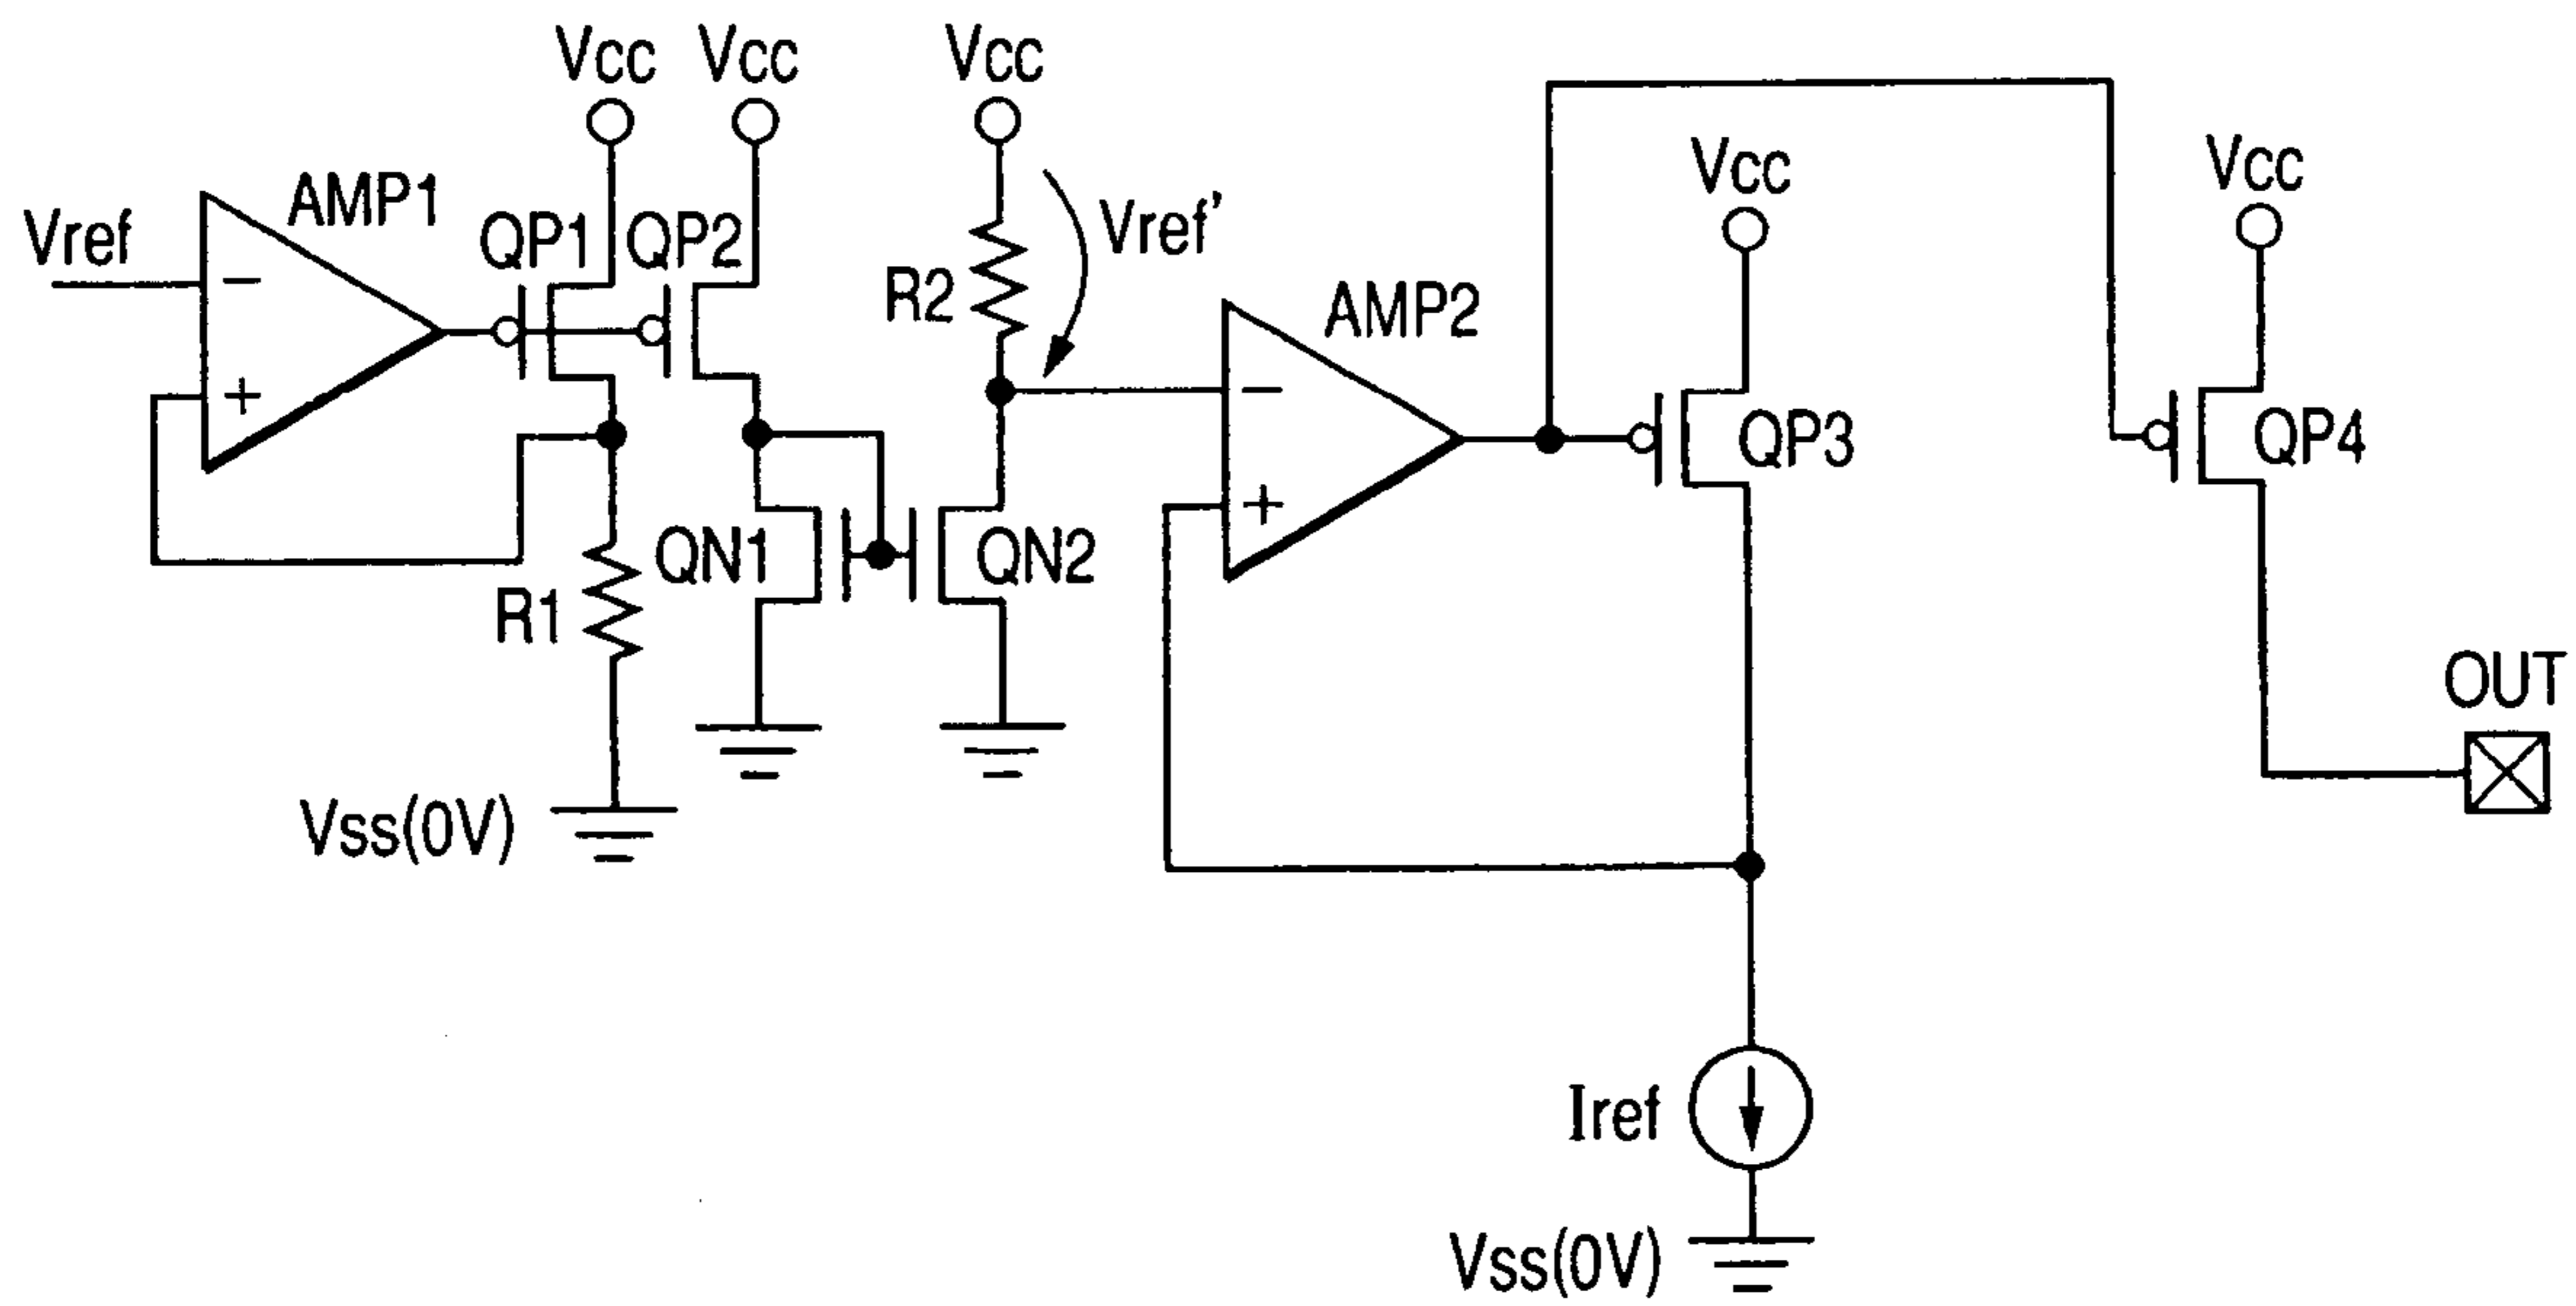 Vcc
Vcc
Vcc
Vref
AMP1
QP1
QP2
Vref'
R2
Vcc
Vcc
−
+
AMP2
−
+
QP3
QP4
QN1
QN2
R1
OUT
Vss(0V)
Iref
Vss(0V)